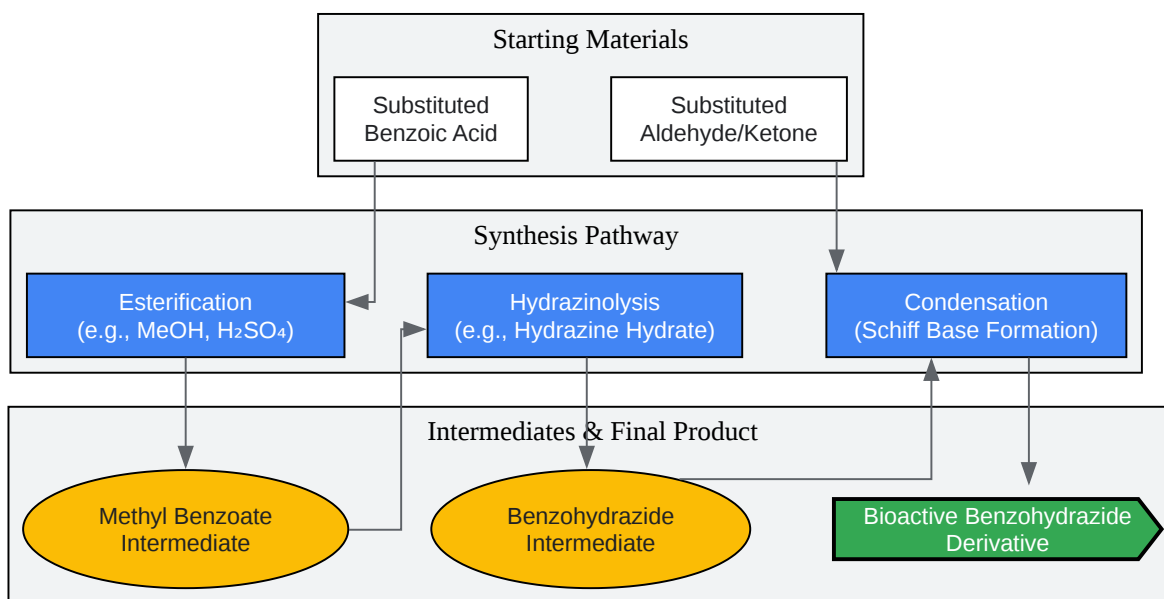 Starting Materials
Substituted
Benzoic Acid
Substituted
Aldehyde/Ketone
Synthesis Pathway
Esterification
(e.g., MeOH, H₂SO₄)
Hydrazinolysis
(e.g., Hydrazine Hydrate)
Condensation
(Schiff Base Formation)
Intermediates & Final Product
Methyl Benzoate
Intermediate
Benzohydrazide
Intermediate
Bioactive Benzohydrazide
Derivative